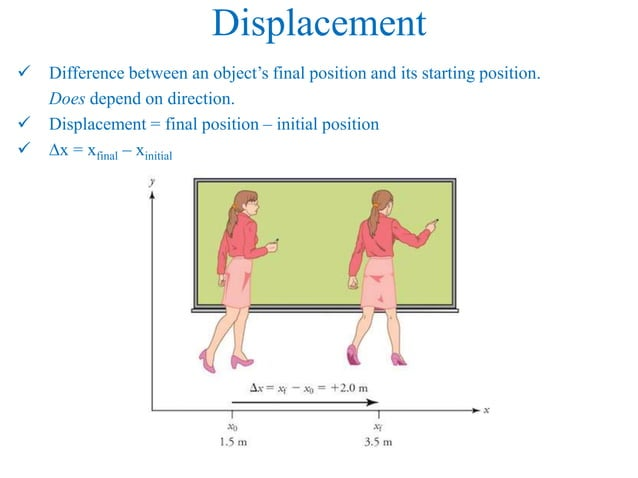 Displacement
✓ Difference between an object’s final position and its starting position.
Does depend on direction.
✓ Displacement = final position – initial position
✓ Δx = xfinal – xinitial
y
Δx = xf − x0 = +2.0 m
x
x0 xf
1.5 m 3.5 m